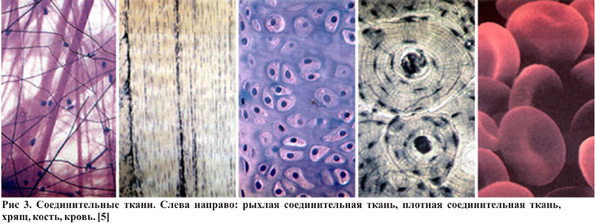 Рис 3. Соединительные ткани. Слева направо: рыхлая соединительная ткань, плотная соединительная ткань,
хрящ, кость, кровь. [5]